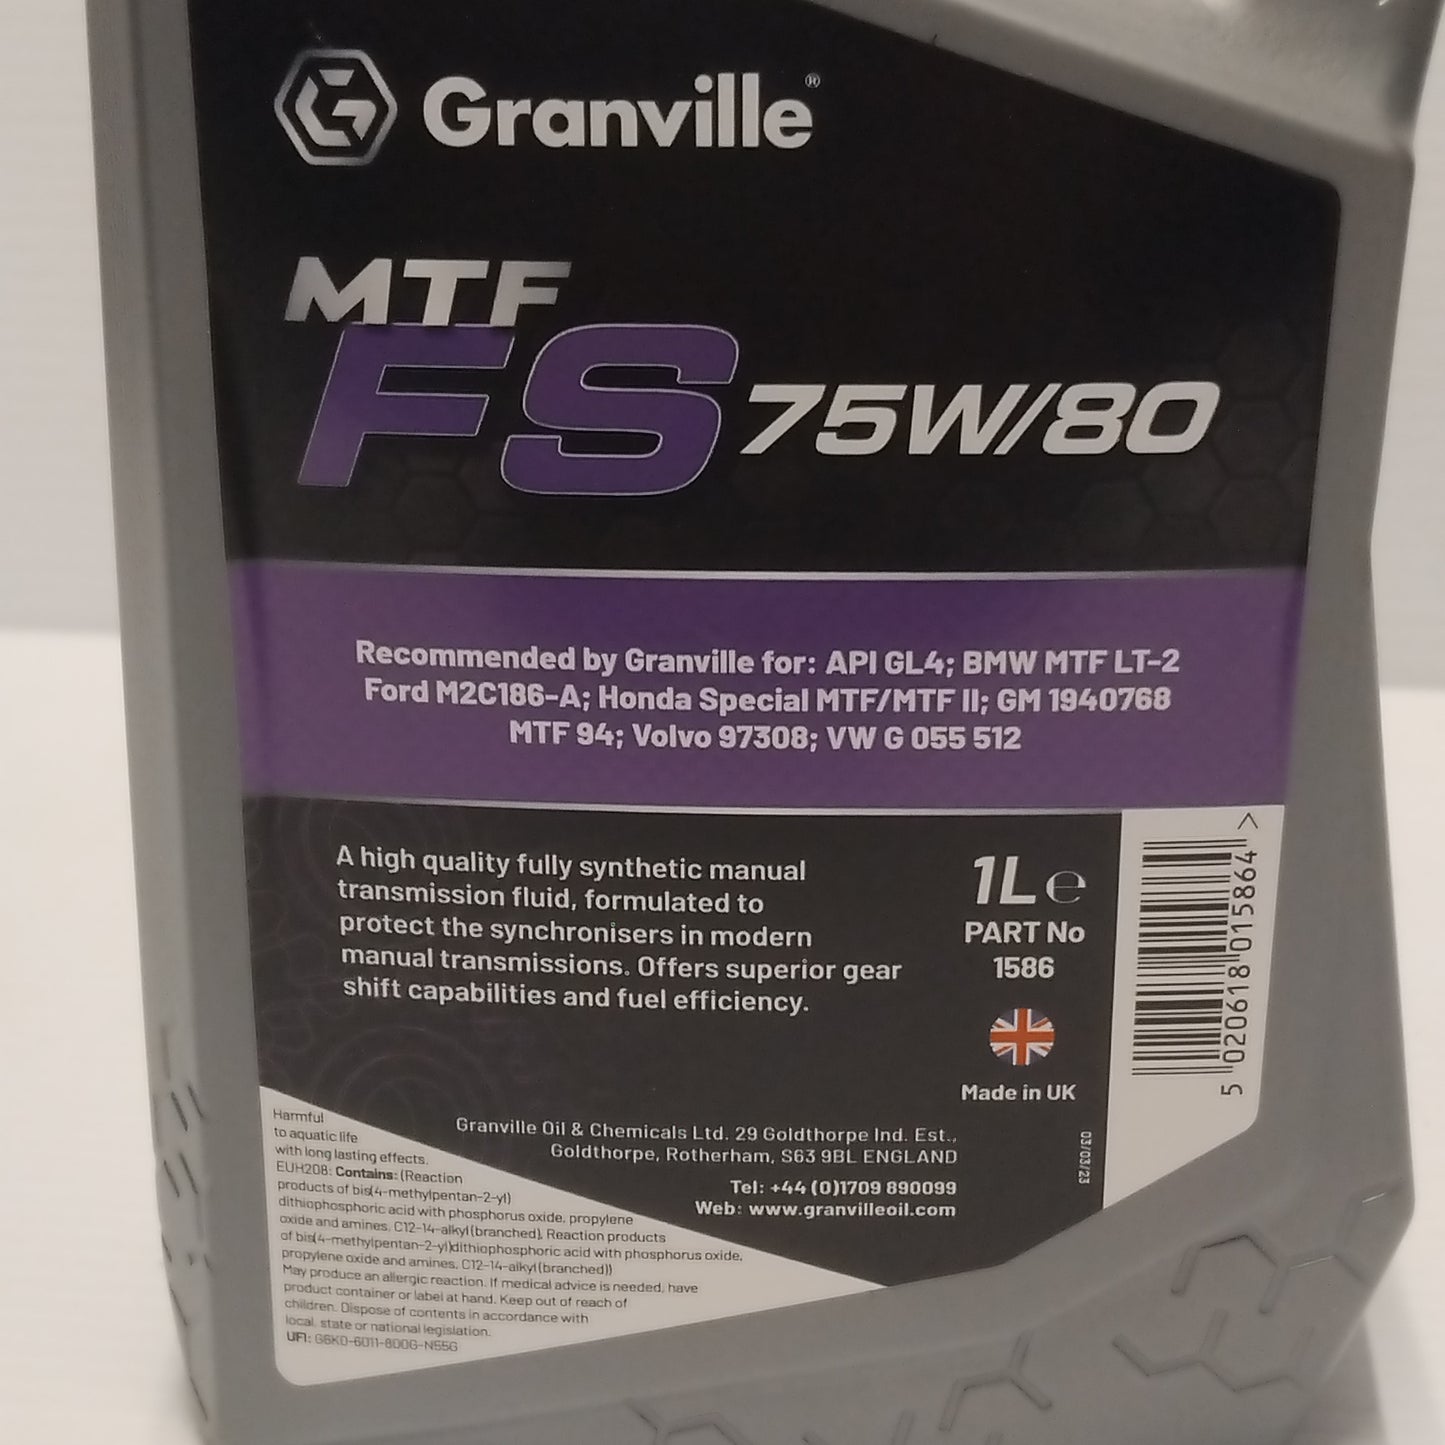 Granville®
MTF
FS 75W/80
Recommended by Granville for: API GL4; BMW MTF LT-2
Ford M2C186-A; Honda Special MTF/MTF II; GM 1940768
MTF 94; Volvo 97308; VW G 055 512
A high quality fully synthetic manual
transmission fluid, formulated to
protect the synchronisers in modern
manual transmissions. Offers superior gear
shift capabilities and fuel efficiency.
1L e
PART No
1586
Made in UK
5 020618 015864 >
03/03/23
Granville Oil & Chemicals Ltd. 29 Goldthorpe Ind. Est.,
Goldthorpe, Rotherham, S63 9BL ENGLAND
Tel: +44 (0)1709 890099
Web: www.granvilleoil.com
Harmful
to aquatic life
with long lasting effects.
EUH208: Contains: (Reaction
products of bis(4-methylpentan-2-yl)
dithiophosphoric acid with phosphorus oxide, propylene
oxide and amines, C12-14-alkyl(branched), Reaction products
of bis(4-methylpentan-2-yl)dithiophosphoric acid with phosphorus oxide,
propylene oxide and amines, C12-14-alkyl(branched))
May produce an allergic reaction. If medical advice is needed, have
product container or label at hand. Keep out of reach of
children. Dispose of contents in accordance with
local, state or national legislation.
UFI: G6K0-6011-800G-N55G